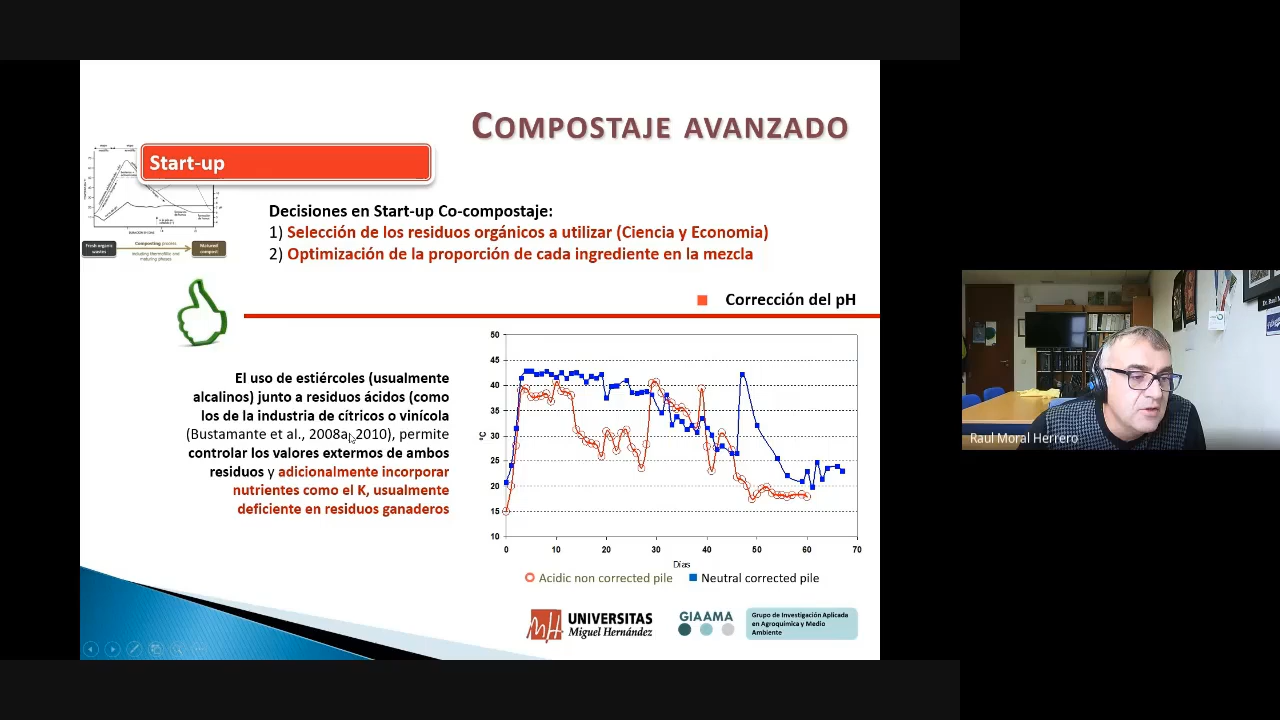 COMPOSTAJE AVANZADO
Start-up
Fresh organic
wastes
Composting process
including thermofilic and
maturing phases
Matured
compost
Decisiones en Start-up Co-compostaje:
1) Selección de los residuos orgánicos a utilizar (Ciencia y Economia)
2) Optimización de la proporción de cada ingrediente en la mezcla
Corrección del pH
El uso de estiércoles (usualmente
alcalinos) junto a residuos ácidos (como
los de la industria de cítricos o vinícola
(Bustamante et al., 2008a, 2010), permite
controlar los valores extermos de ambos
residuos y adicionalmente incorporar
nutrientes como el K, usualmente
deficiente en residuos ganaderos
50
45
40
35
30
25
20
15
10
°C
0 10 20 30 40 50 60 70
Días
Acidic non corrected pile
Neutral corrected pile
UNIVERSITAS
Miguel Hernández
GIAAMA
Grupo de Investigación Aplicada
en Agroquímica y Medio
Ambiente
Raul Moral Herrero